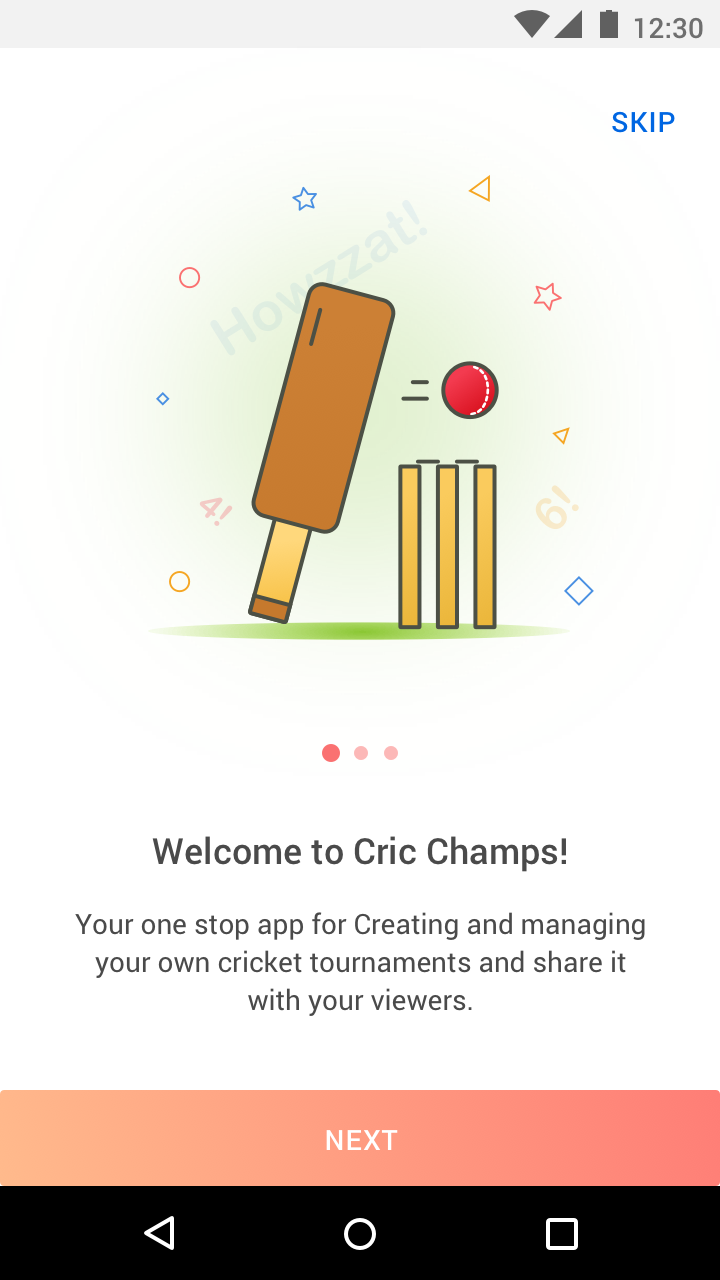 12:30
SKIP
Howzzat!
4!
6!
Welcome to Cric Champs!
Your one stop app for Creating and managing
your own cricket tournaments and share it
with your viewers.
NEXT